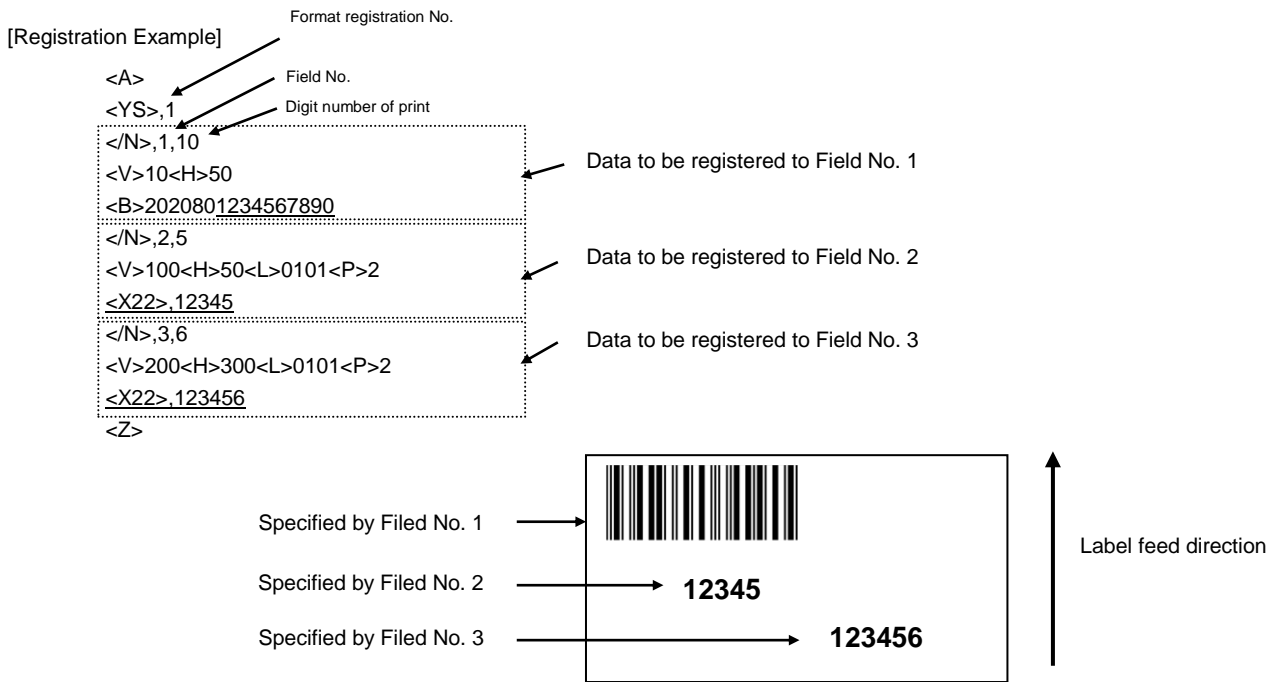 Format registration No.
[Registration Example]
<A>
Field No.
<YS>,1
Digit number of print
</N>,1,10
<V>10<H>50
Data to be registered to Field No. 1
<B>2020801234567890
</N>,2,5
<V>100<H>50<L>0101<P>2
Data to be registered to Field No. 2
<X22>,12345
</N>,3,6
<V>200<H>300<L>0101<P>2
Data to be registered to Field No. 3
<X22>,123456
<Z>
Specified by Filed No. 1
Label feed direction
Specified by Filed No. 2
12345
Specified by Filed No. 3
123456